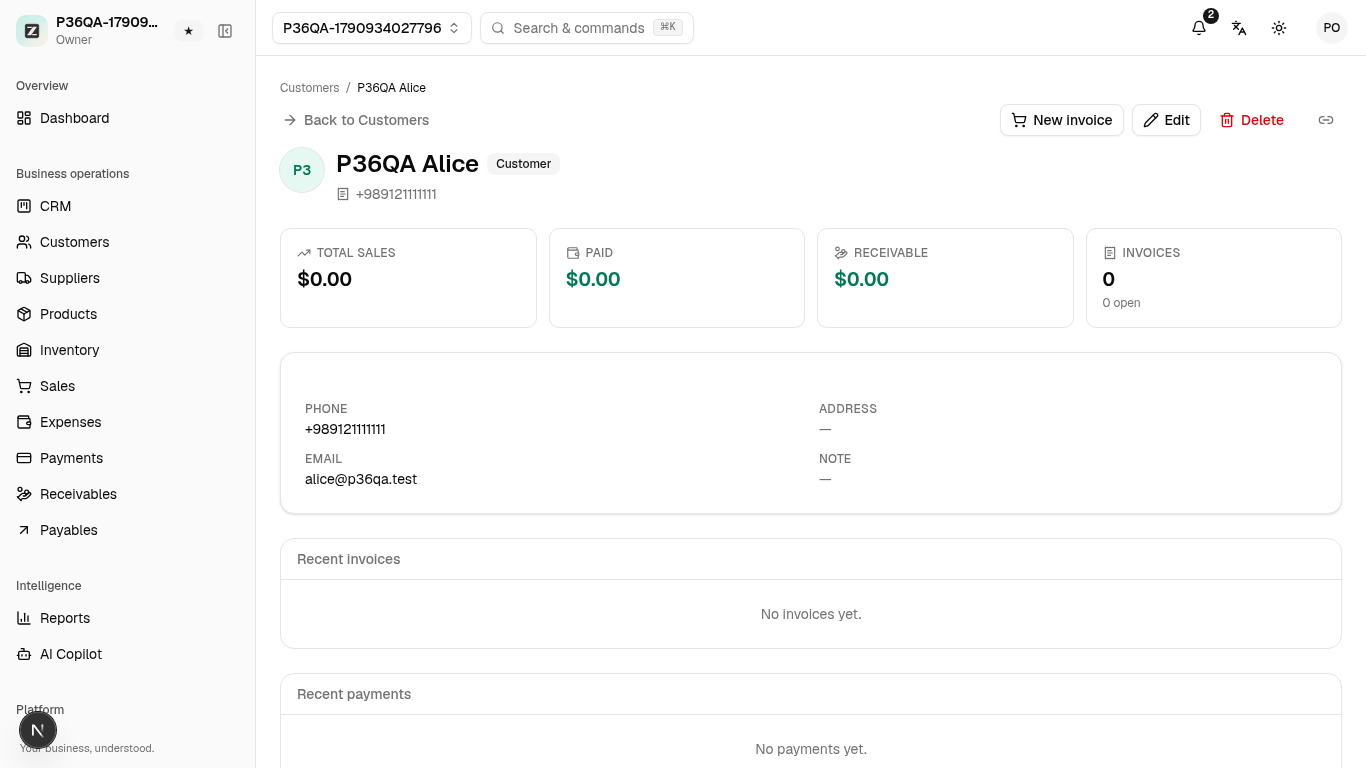 P36QA-17909...
Owner
★
P36QA-1790934027796
Search & commands
⌘K
2
PO
Overview
Dashboard
Business operations
CRM
Customers
Suppliers
Products
Inventory
Sales
Expenses
Payments
Receivables
Payables
Intelligence
Reports
AI Copilot
Platform
N
Your business, understood.
Customers / P36QA Alice
Back to Customers
New invoice
Edit
Delete
P3
P36QA Alice
Customer
+989121111111
TOTAL SALES
$0.00
PAID
$0.00
RECEIVABLE
$0.00
INVOICES
0
0 open
PHONE
+989121111111
ADDRESS
—
EMAIL
alice@p36qa.test
NOTE
—
Recent invoices
No invoices yet.
Recent payments
No payments yet.